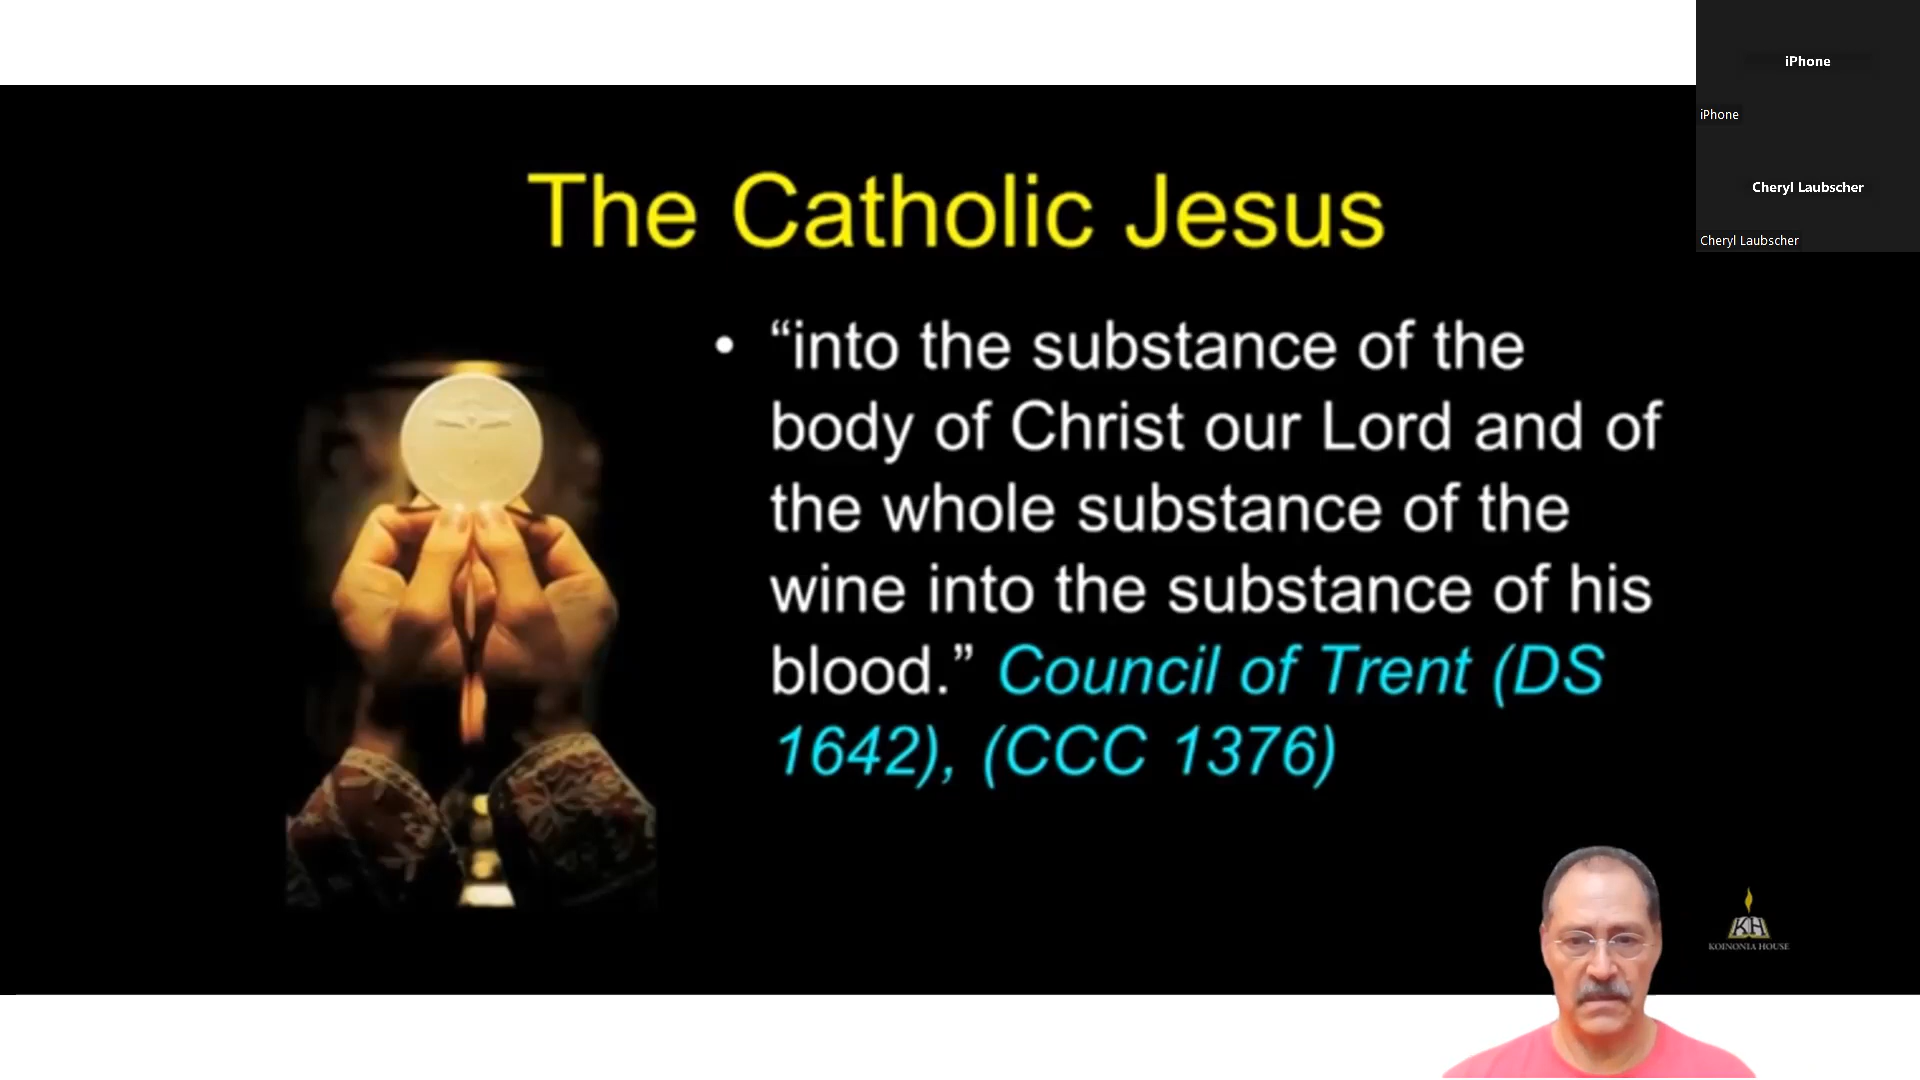 iPhone
iPhone
Cheryl Laubscher
Cheryl Laubscher
The Catholic Jesus
• “into the substance of the
body of Christ our Lord and of
the whole substance of the
wine into the substance of his
blood.” Council of Trent (DS
1642), (CCC 1376)
KH
KOINONIA HOUSE